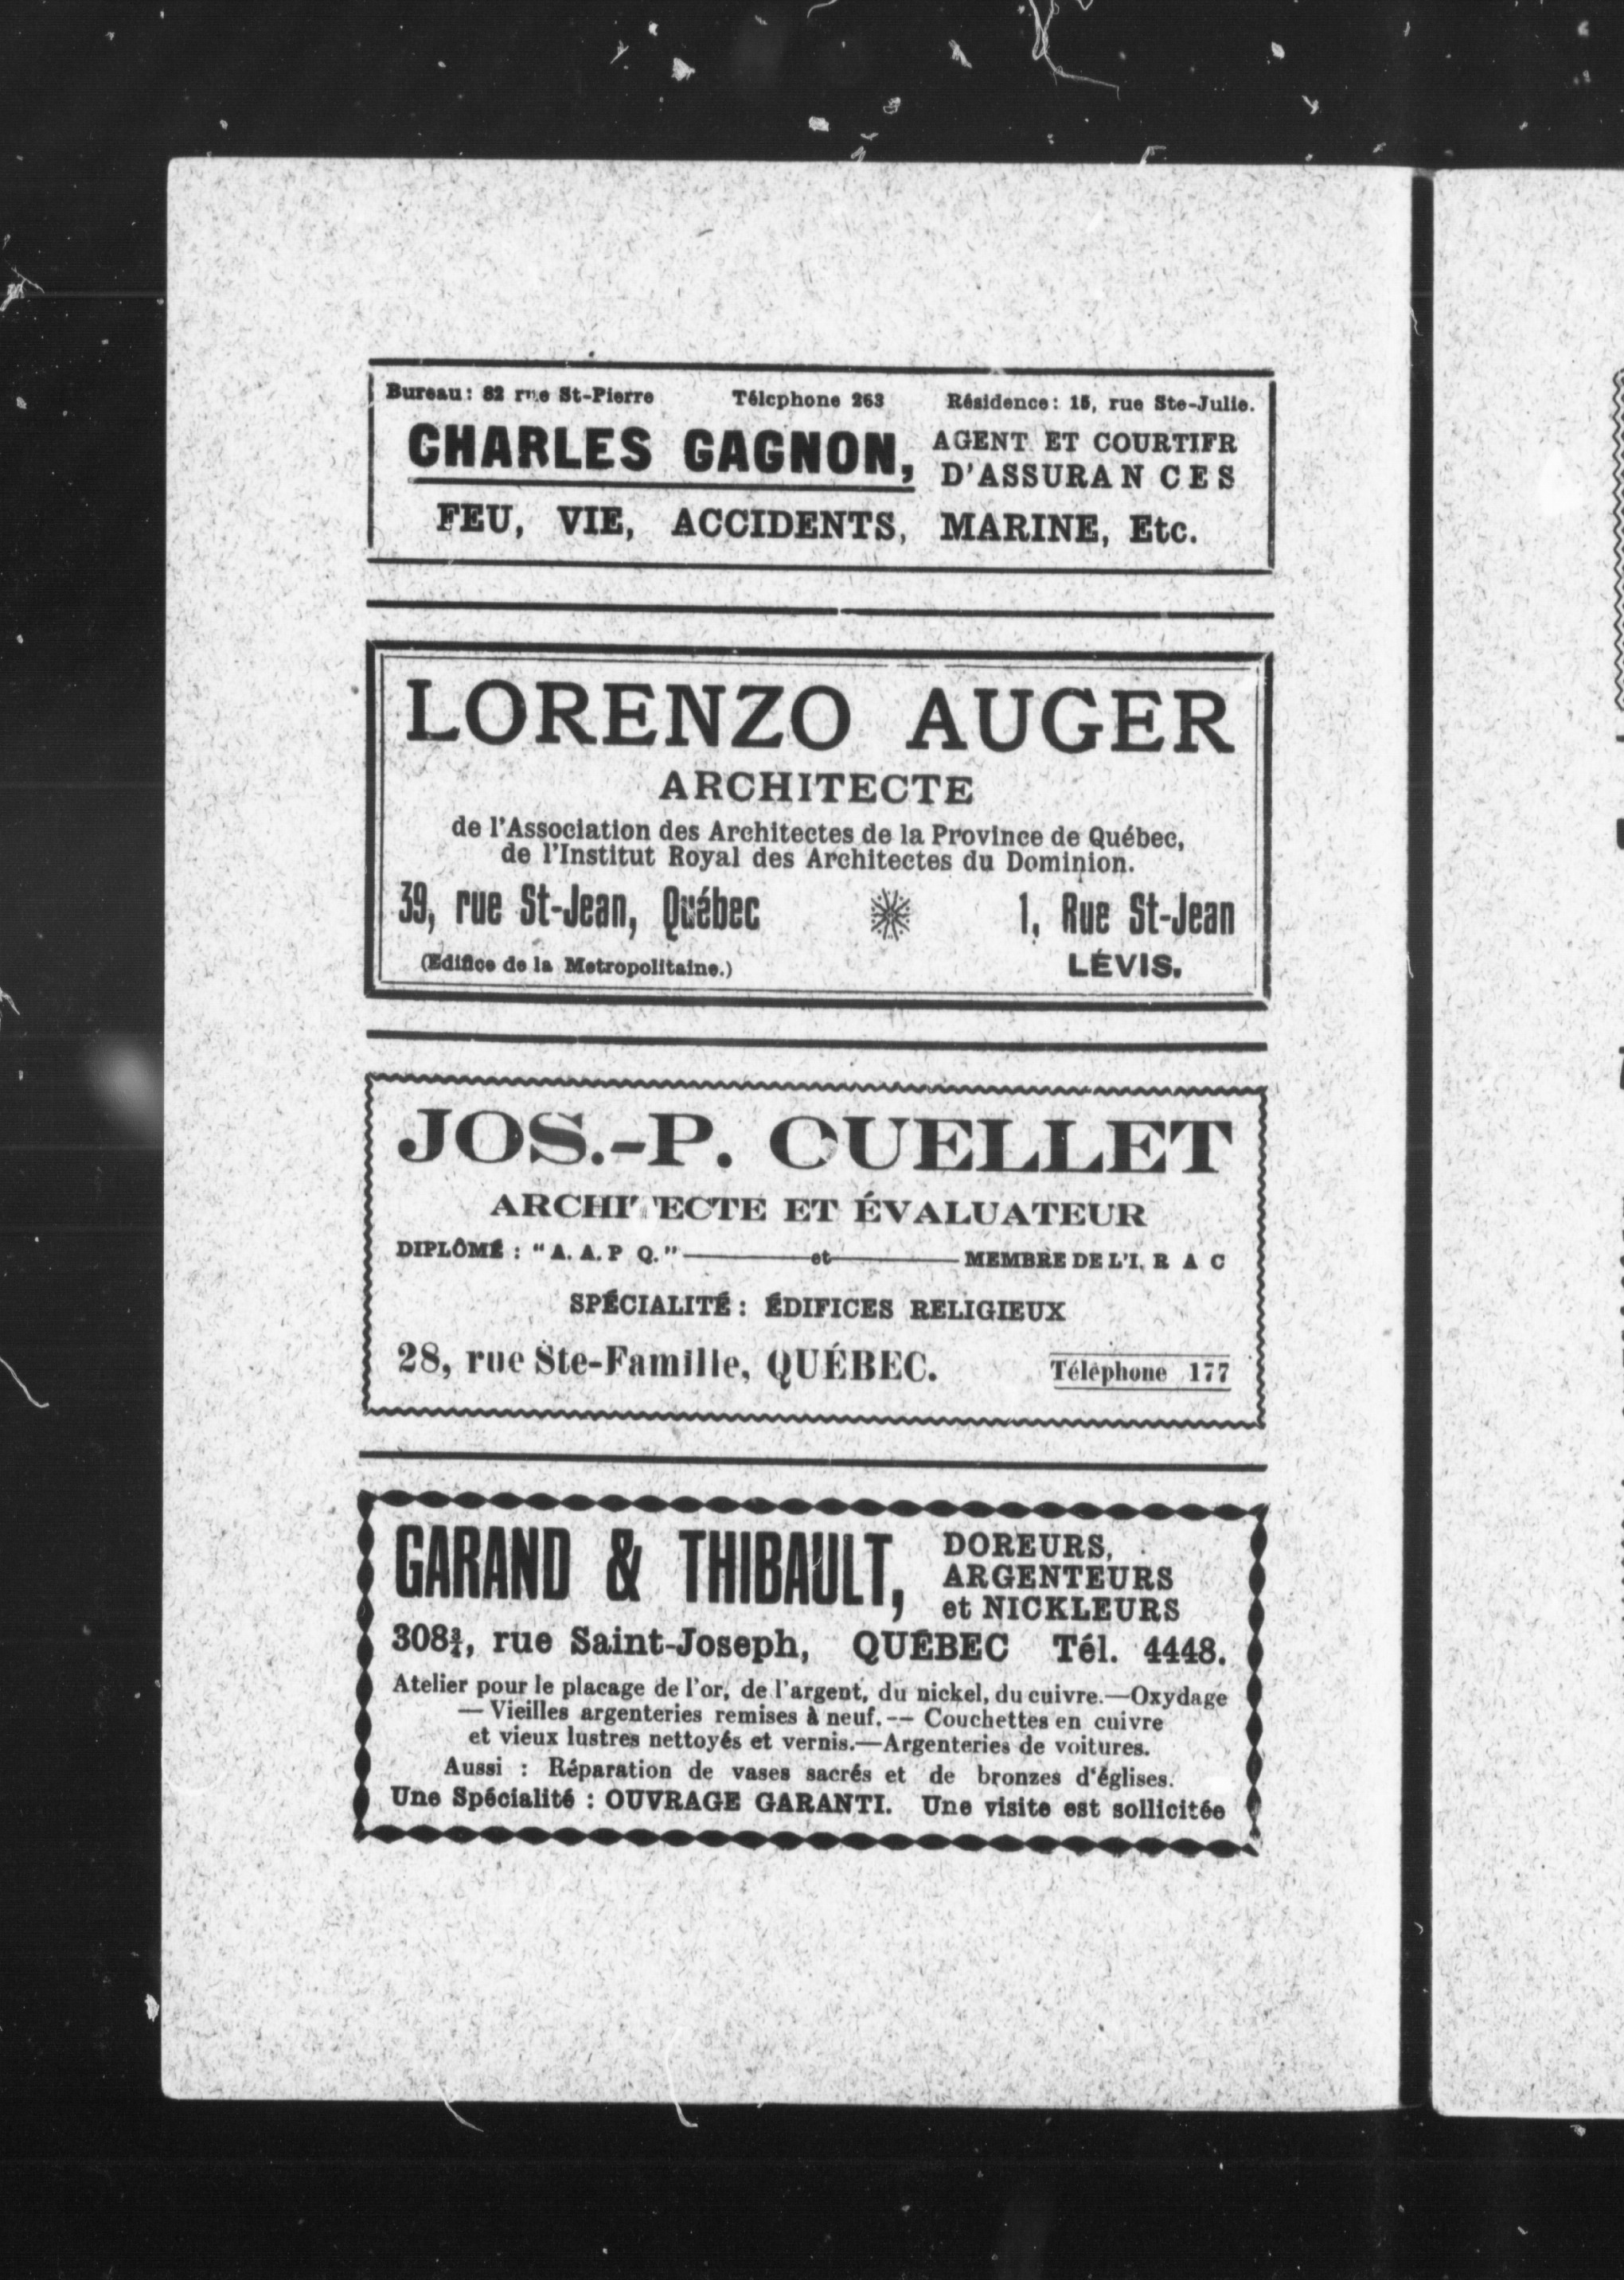 Bureau: 82 rue St-Pierre Télephone 263 Résidence: 15, rue Ste-Julie.
CHARLES GAGNON, AGENT ET COURTIER
D'ASSURANCES
FEU, VIE, ACCIDENTS, MARINE, Etc.
LORENZO AUGER
ARCHITECTE
de l'Association des Architectes de la Province de Québec,
de l'Institut Royal des Architectes du Dominion.
39, rue St-Jean, Québec 1, Rue St-Jean
(Edifice de la Metropolitaine.) LÉVIS.
JOS.-P. OUELLET
ARCHITECTE ET ÉVALUATEUR
DIPLÔMÉ : "A. A. P Q." — et — MEMBRE DE L'I. R A C
SPÉCIALITÉ : ÉDIFICES RELIGIEUX
28, rue Ste-Famille, QUÉBEC. Téléphone 177
GARAND & THIBAULT, DOREURS,
ARGENTEURS
et NICKLEURS
308¾, rue Saint-Joseph, QUÉBEC Tél. 4448.
Atelier pour le placage de l'or, de l'argent, du nickel, du cuivre.—Oxydage
— Vieilles argenteries remises à neuf. -- Couchettes en cuivre
et vieux lustres nettoyés et vernis.—Argenteries de voitures.
Aussi : Réparation de vases sacrés et de bronzes d'églises.
Une Spécialité : OUVRAGE GARANTI. Une visite est sollicitée